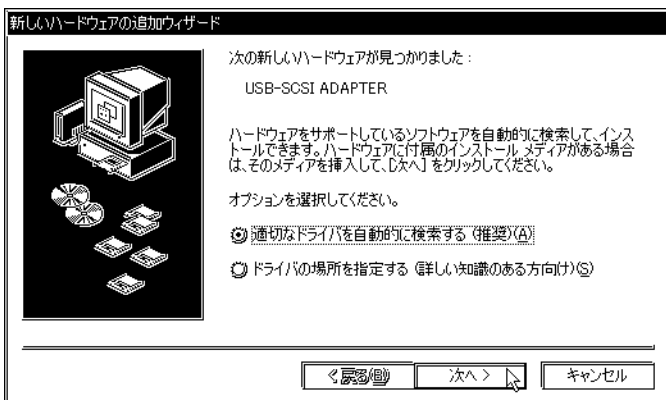 新しいハードウェアの追加ウィザード
次の新しいハードウェアが見つかりました：
USB-SCSI ADAPTER
ハードウェアをサポートしているソフトウェアを自動的に検索して、インス
トールできます。ハードウェアに付属のインストール メディアがある場合
は、そのメディアを挿入して、[次へ] をクリックしてください。
オプションを選択してください。
適切なドライバを自動的に検索する (推奨)(A)
ドライバの場所を指定する (詳しい知識のある方向け)(S)
< 戻る(B)
次へ >
キャンセル